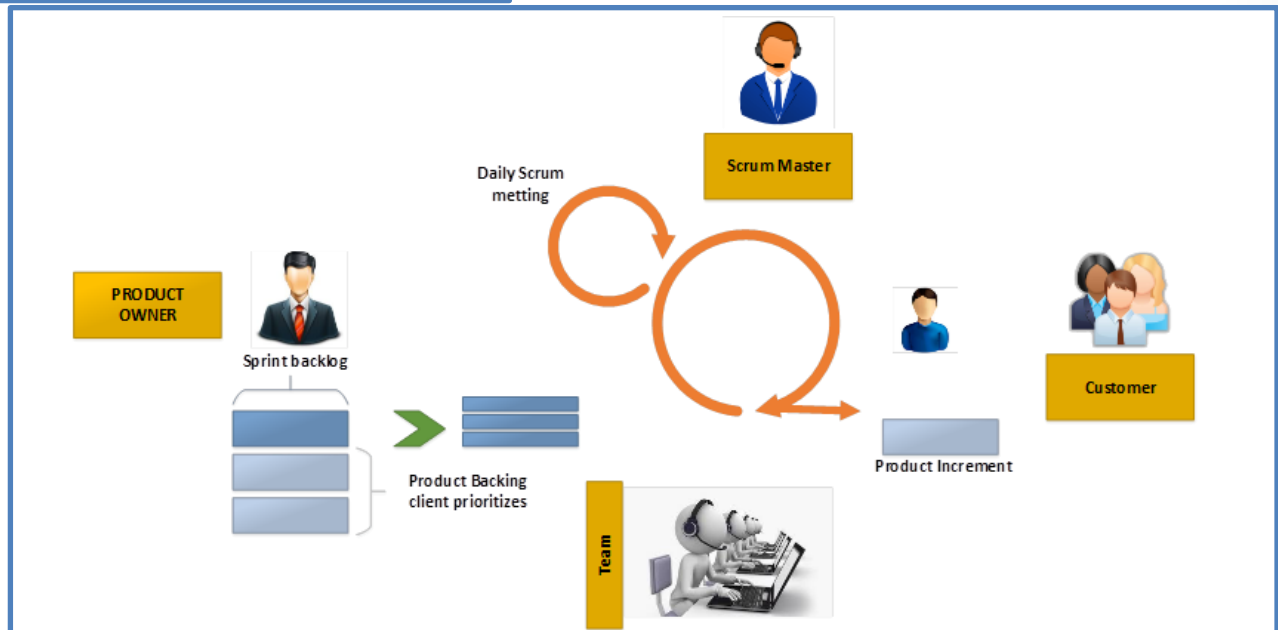 Scrum Master
Daily Scrum
metting
PRODUCT
OWNER
Sprint backlog
Customer
Product Backing
client prioritizes
Product Increment
Team